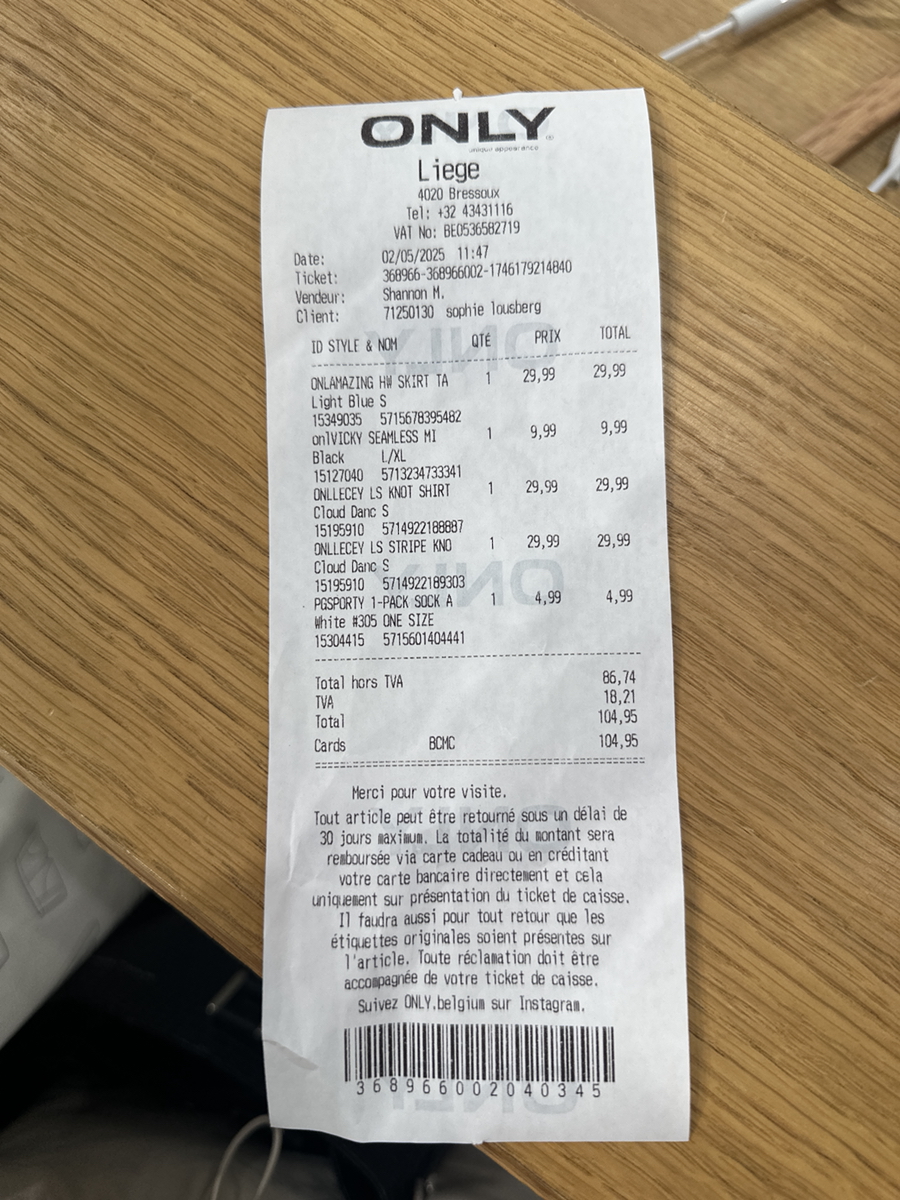 ONLY
unique appearance
Liege
4020 Bressoux
Tel: +32 43431116
VAT No: BE0536582719
Date: 02/05/2025 11:47
Ticket: 368966-368966002-1746179214840
Vendeur: Shannon M.
Client: 71250130 sophie lousberg
ID STYLE & NOM QTÉ PRIX TOTAL
ONLAMAZING HW SKIRT TA 1 29,99 29,99
Light Blue S
15349035 5715678395482
onlVICKY SEAMLESS MI 1 9,99 9,99
Black L/XL
15127040 5713234733341
ONLLECEY LS KNOT SHIRT 1 29,99 29,99
Cloud Danc S
15195910 5714922188887
ONLLECEY LS STRIPE KNO 1 29,99 29,99
Cloud Danc S
15195910 5714922189303
PGSPORTY 1-PACK SOCK A 1 4,99 4,99
White #305 ONE SIZE
15304415 5715601404441
Total hors TVA 86,74
TVA 18,21
Total 104,95
Cards BCMC 104,95
Merci pour votre visite.
Tout article peut être retourné sous un délai de
30 jours maximum. La totalité du montant sera
remboursée via carte cadeau ou en créditant
votre carte bancaire directement et cela
uniquement sur présentation du ticket de caisse.
Il faudra aussi pour tout retour que les
étiquettes originales soient présentes sur
l'article. Toute réclamation doit être
accompagnée de votre ticket de caisse.
Suivez ONLY.belgium sur Instagram.
368966002040345